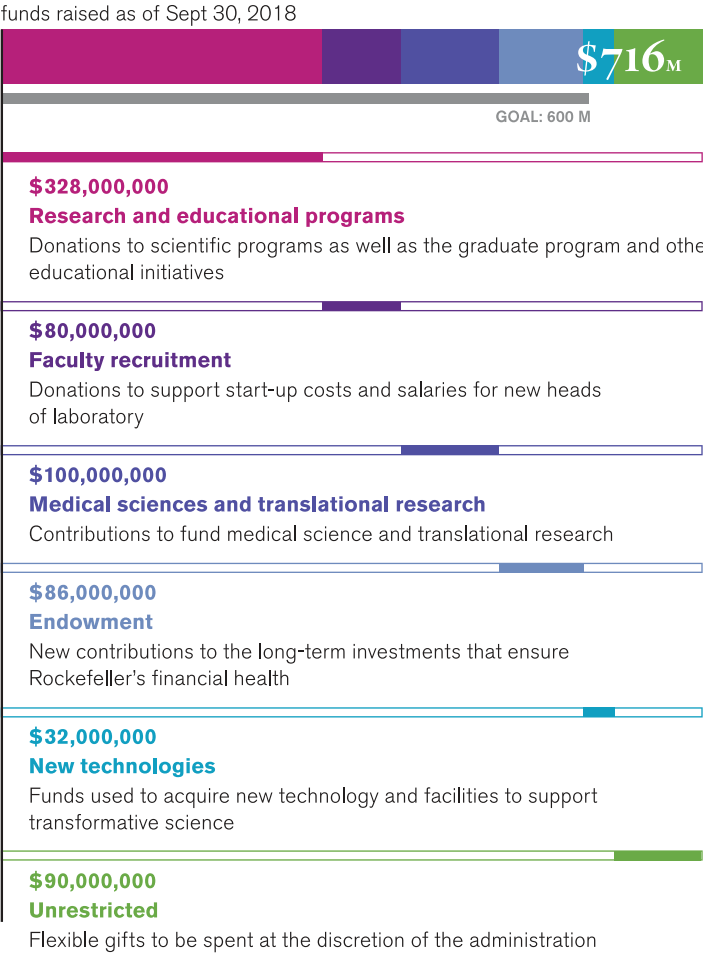 funds raised as of Sept 30, 2018
$716M
GOAL: 600 M
$328,000,000
Research and educational programs
Donations to scientific programs as well as the graduate program and othe
educational initiatives
$80,000,000
Faculty recruitment
Donations to support start-up costs and salaries for new heads
of laboratory
$100,000,000
Medical sciences and translational research
Contributions to fund medical science and translational research
$86,000,000
Endowment
New contributions to the long-term investments that ensure
Rockefeller's financial health
$32,000,000
New technologies
Funds used to acquire new technology and facilities to support
transformative science
$90,000,000
Unrestricted
Flexible gifts to be spent at the discretion of the administration